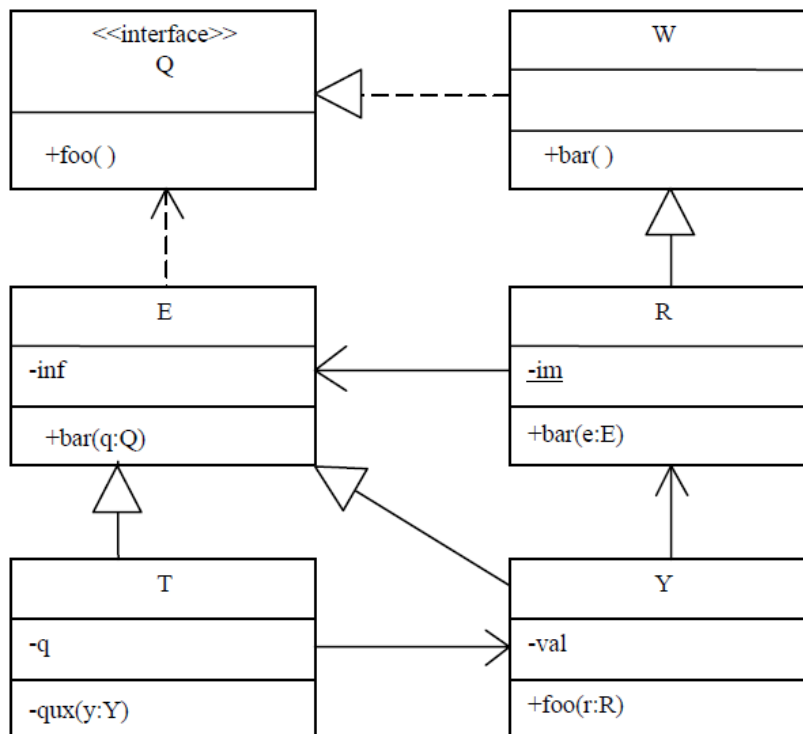 <<interface>>
Q
+foo( )
W
+bar( )
E
-inf
+bar(q:Q)
R
-im
+bar(e:E)
T
-q
-qux(y:Y)
Y
-val
+foo(r:R)